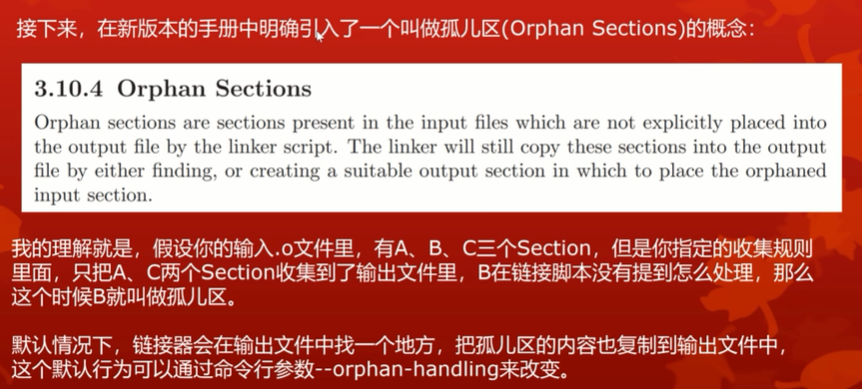 接下来，在新版本的手册中明确引入了一个叫做孤儿区(Orphan Sections)的概念：
3.10.4 Orphan Sections
Orphan sections are sections present in the input files which are not explicitly placed into
the output file by the linker script. The linker will still copy these sections into the output
file by either finding, or creating a suitable output section in which to place the orphaned
input section.
我的理解就是，假设你的输入.o文件里，有A、B、C三个Section，但是你指定的收集规则
里面，只把A、C两个Section收集到了输出文件里，B在链接脚本没有提到怎么处理，那么
这个时候B就叫做孤儿区。
默认情况下，链接器会在输出文件中找一个地方，把孤儿区的内容也复制到输出文件中，
这个默认行为可以通过命令行参数--orphan-handling来改变。